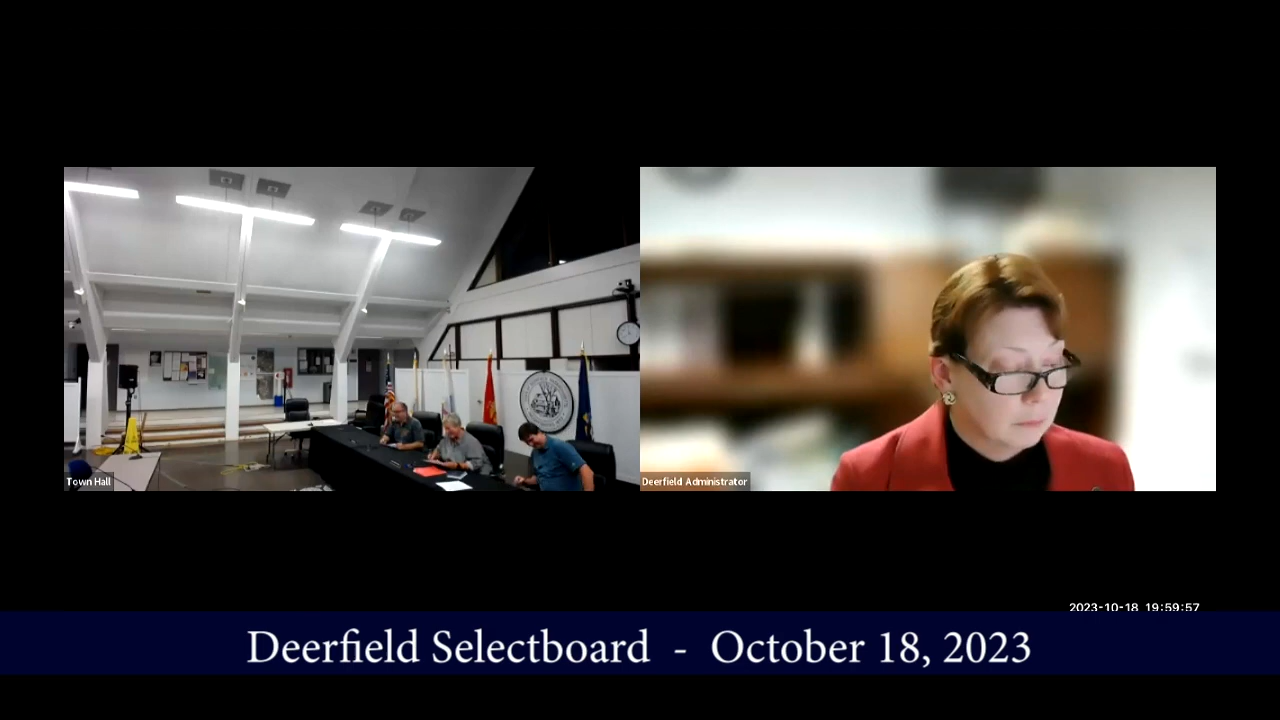 Town Hall
Deerfield Administrator
2023-10-18 19:59:57
Deerfield Selectboard - October 18, 2023